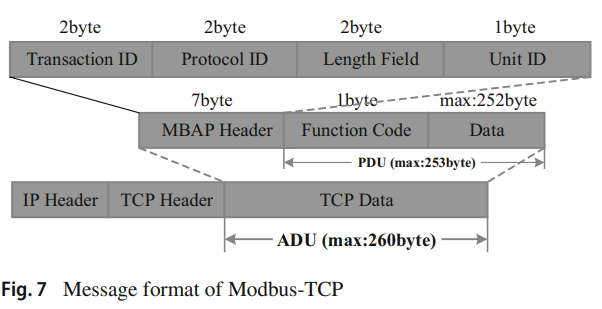 2byte 2byte 2byte 1byte
Transaction ID Protocol ID Length Field Unit ID
7byte 1byte max:252byte
MBAP Header Function Code Data
PDU (max:253byte)
IP Header TCP Header TCP Data
ADU (max:260byte)
Fig. 7 Message format of Modbus-TCP